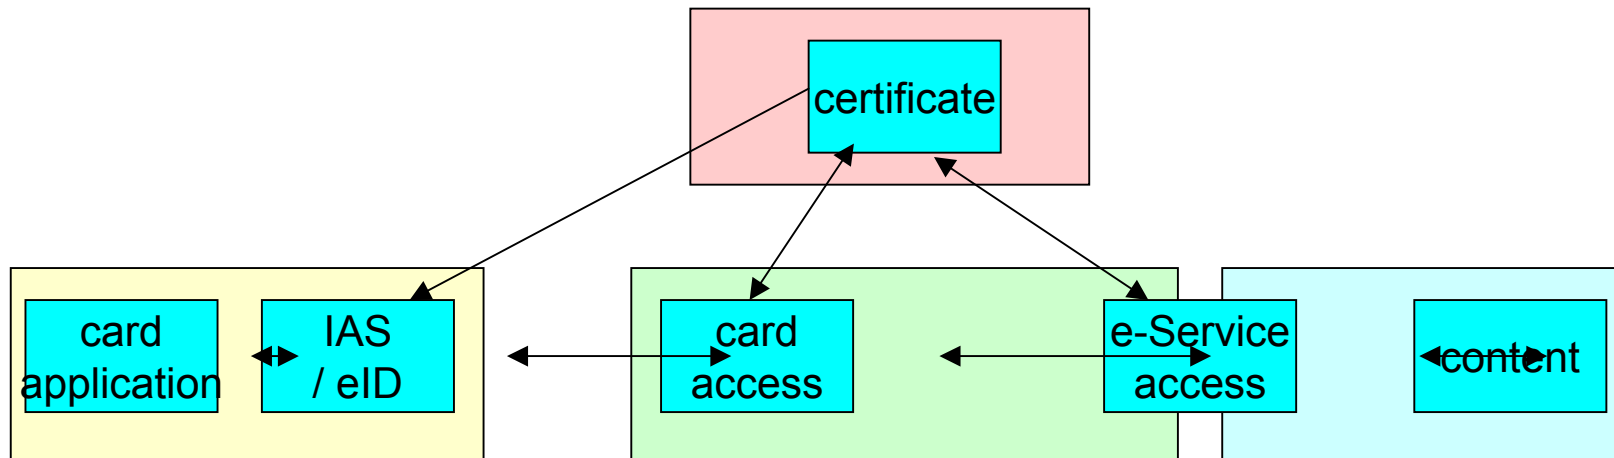 certificate
card
application
IAS
/ eID
card
access
e-Service
access
content